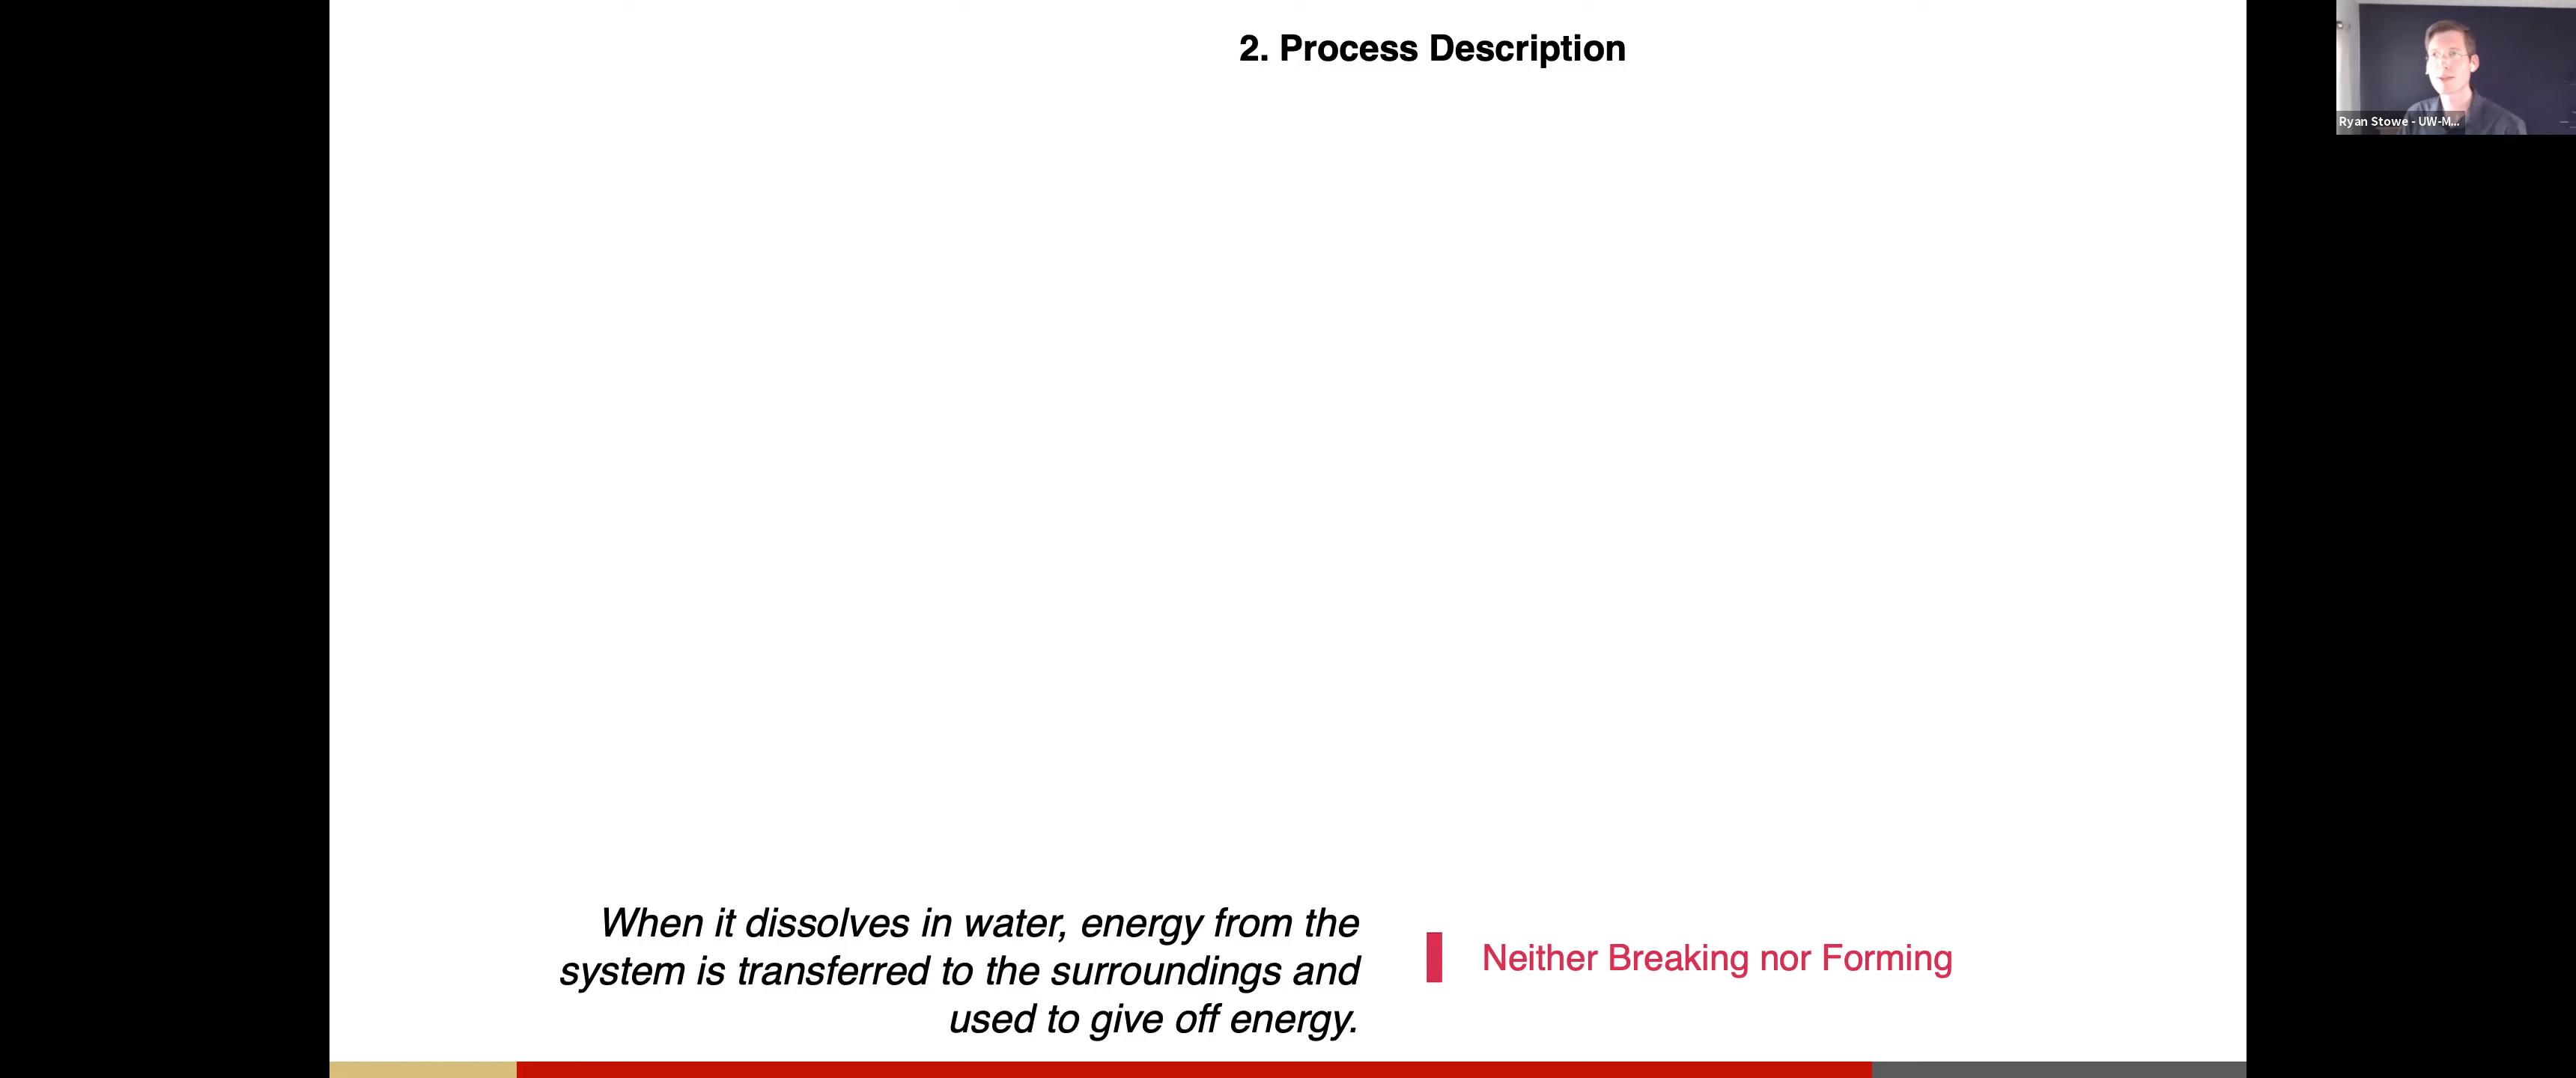 2. Process Description
Ryan Stowe - UW-M...
When it dissolves in water, energy from the
system is transferred to the surroundings and
used to give off energy.
Neither Breaking nor Forming